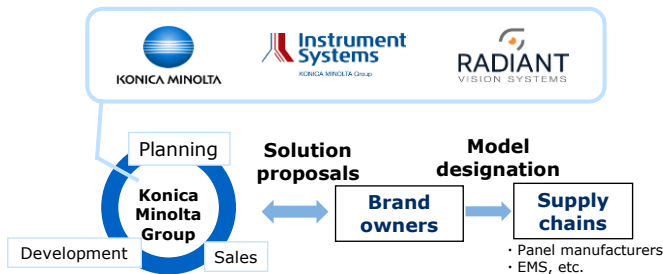 KONICA MINOLTA
Instrument
Systems
KONICA MINOLTA Group
RADIANT
VISION SYSTEMS
Planning
Konica
Minolta
Group
Development
Sales
Solution
proposals
Brand
owners
Model
designation
Supply
chains
・Panel manufacturers
・EMS, etc.